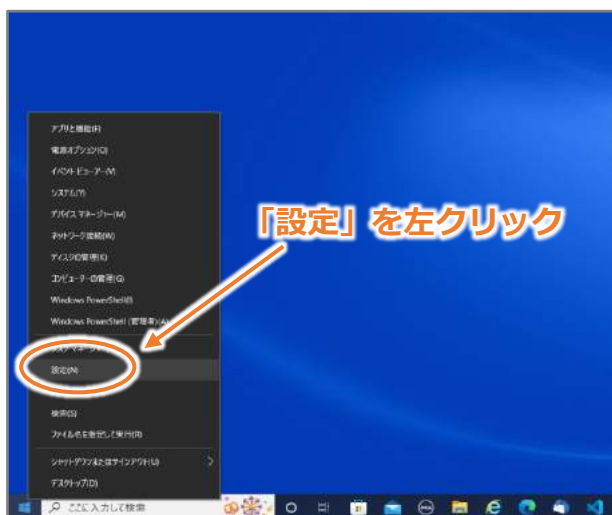 アプリと機能(F)
電源オプション(O)
イベント ビューアー(V)
システム(Y)
デバイス マネージャー(M)
ネットワーク接続(W)
ディスクの管理(K)
コンピューターの管理(G)
Windows PowerShell(I)
Windows PowerShell (管理者)(A)
「設定」を左クリック
設定(N)
検索(S)
ファイル名を指定して実行(R)
シャットダウンまたはサインアウト(U)
デスクトップ(D)
ここに入力して検索